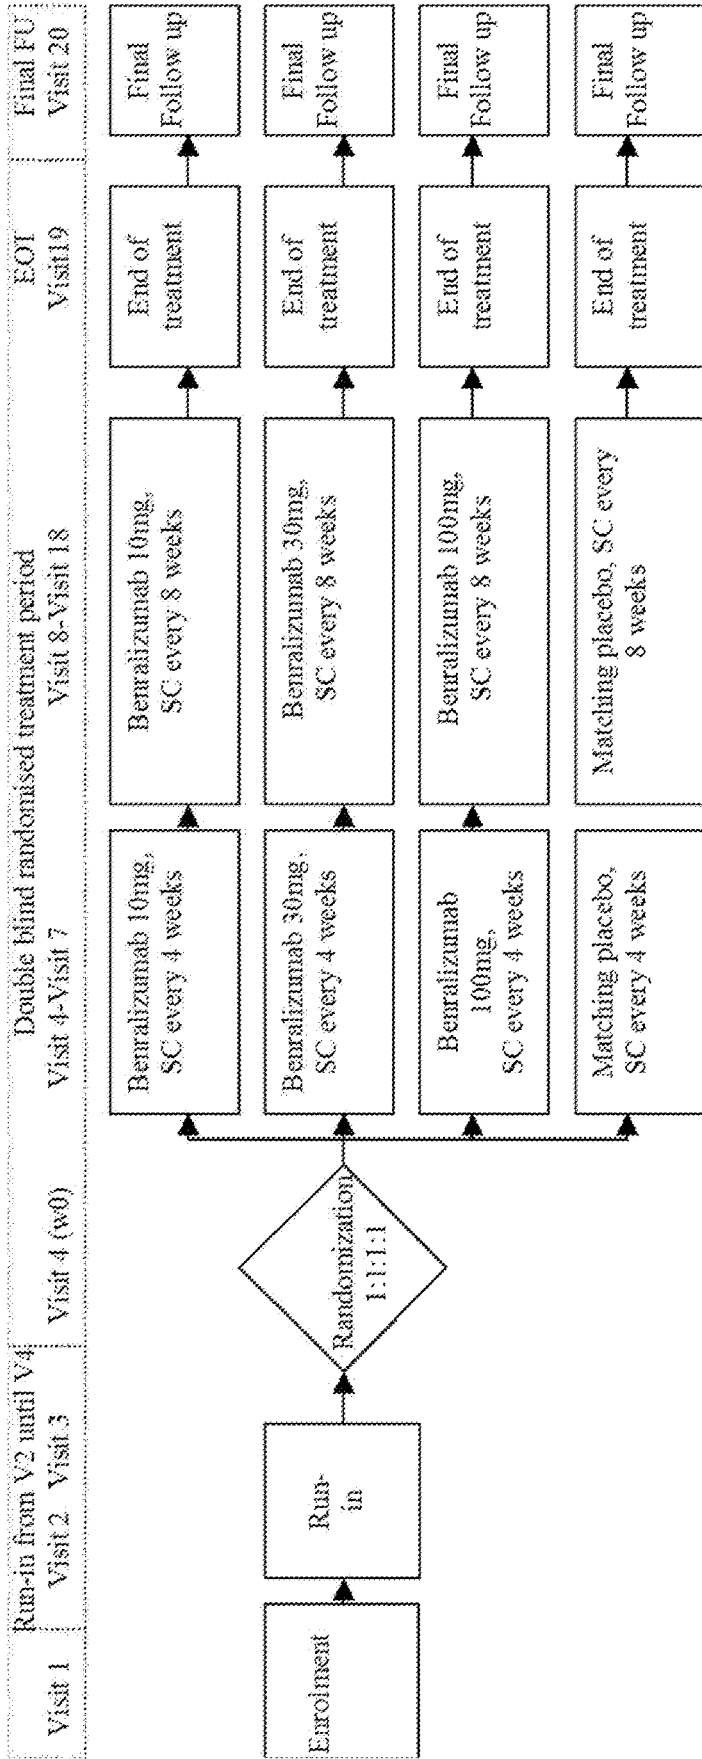 Visit 1
Run-in from V2 until V4
Visit 2 Visit 3
Double blind randomised treatment period
Visit 4 (w0)
Visit 4-Visit 7
Visit 8-Visit 18
EOT
Visit19
Final FU
Visit 20
Enrolment
Run-
in
Randomization
1:1:1:1
Benralizumab 10mg,
SC every 4 weeks
Benralizumab 10mg,
SC every 8 weeks
End of
treatment
Final
Follow up
Benralizumab 30mg,
SC every 4 weeks
Benralizumab 30mg,
SC every 8 weeks
End of
treatment
Final
Follow up
Benralizumab
100mg,
SC every 4 weeks
Benralizumab 100mg,
SC every 8 weeks
End of
treatment
Final
Follow up
Matching placebo,
SC every 4 weeks
Matching placebo, SC every
8 weeks
End of
treatment
Final
Follow up